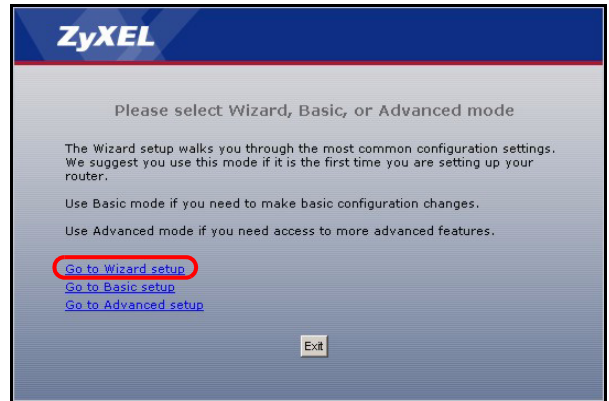 ZyXEL
Please select Wizard, Basic, or Advanced mode
The Wizard setup walks you through the most common configuration settings.
We suggest you use this mode if it is the first time you are setting up your
router.
Use Basic mode if you need to make basic configuration changes.
Use Advanced mode if you need access to more advanced features.
Go to Wizard setup
Go to Basic setup
Go to Advanced setup
Exit